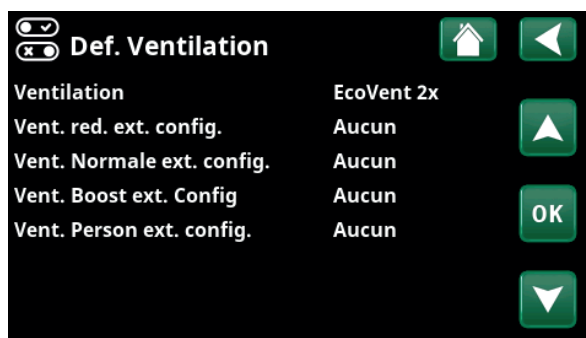 Def. Ventilation
Ventilation EcoVent 2x
Vent. red. ext. config. Aucun
Vent. Normale ext. config. Aucun
Vent. Boost ext. Config Aucun
Vent. Person ext. config. Aucun
OK